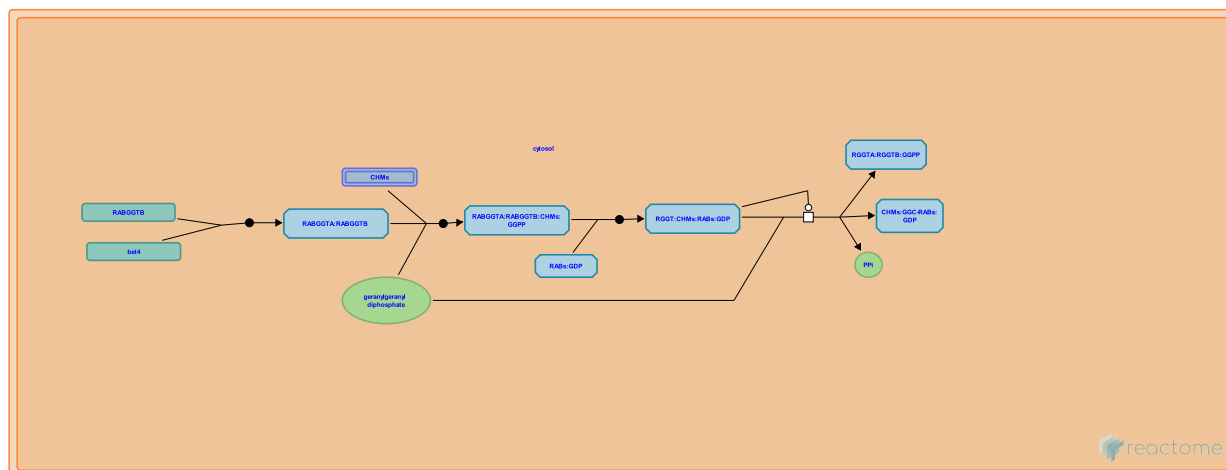 cytosol
RGGTA:RGGTB:GGPP
CHMs
RABGGTB
RABGGTA:RABGGTB
RABGGTA:RABGGTB:CHMs:
GGPP
RGGT:CHMs:RABs:GDP
CHMs:GGC-RABs:
GDP
bet4
RABs:GDP
PPi
geranylgeranyl
diphosphate
reactome